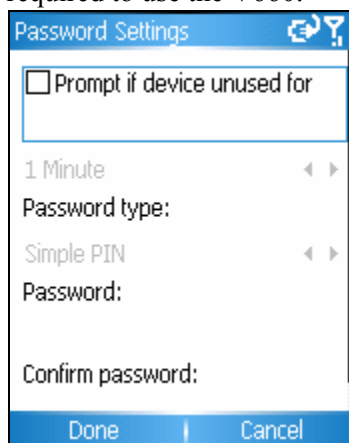 required to use the V600.
Password Settings
Prompt if device unused for
1 Minute
Password type:
Simple PIN
Password:
Confirm password:
Done
Cancel